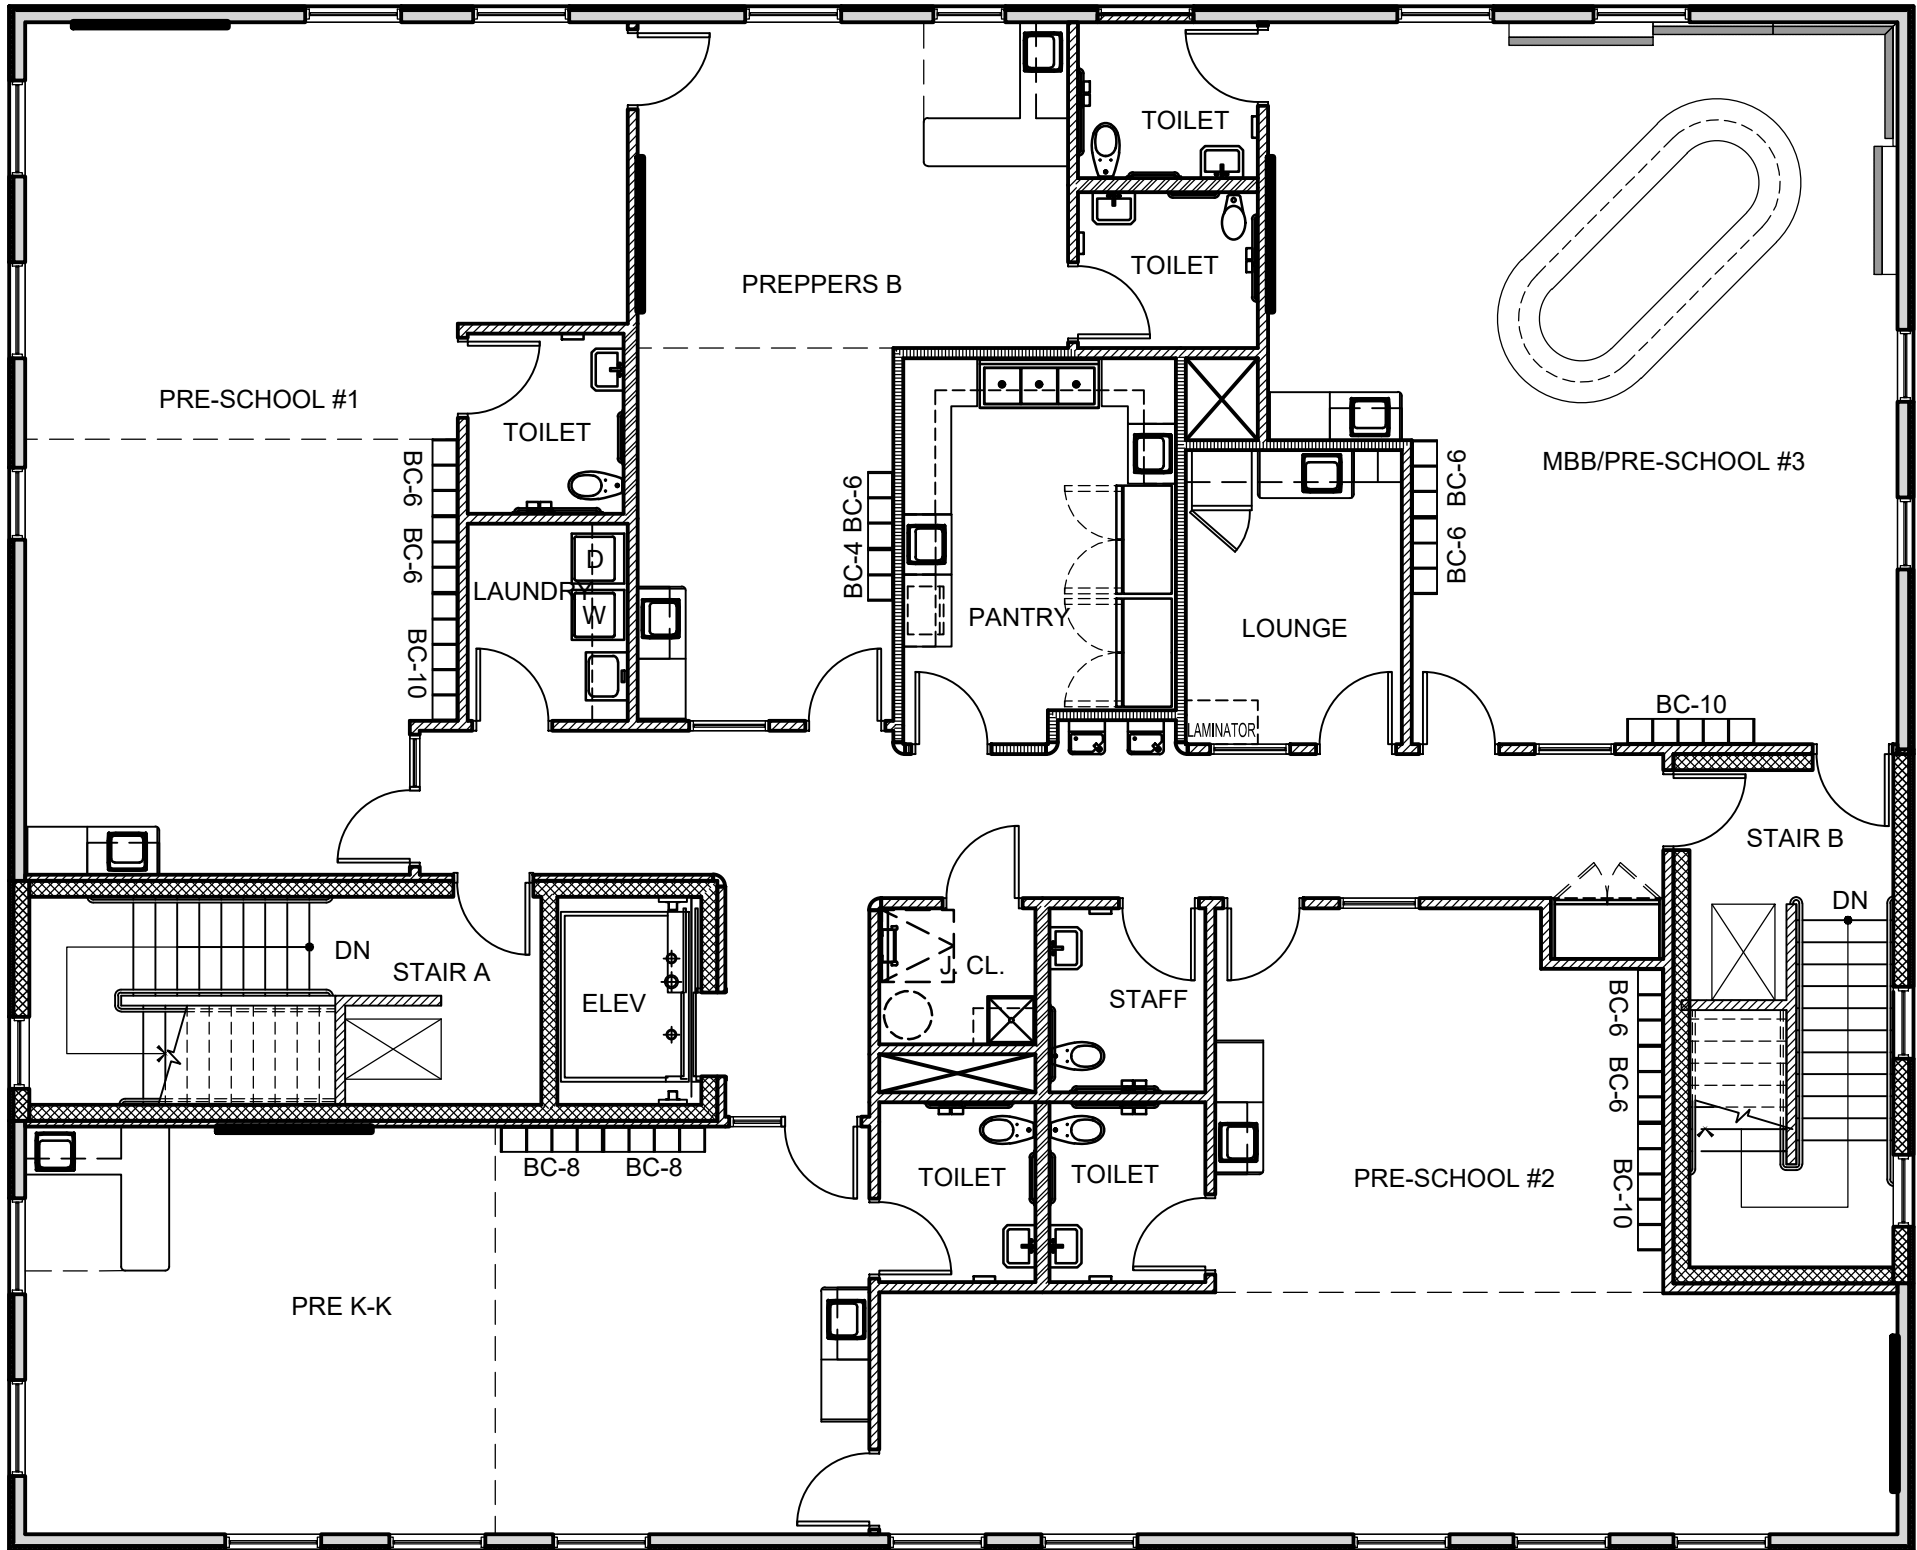 TOILET
TOILET
PREPPERS B
PRE-SCHOOL #1
TOILET
MBB/PRE-SCHOOL #3
BC-6
BC-6
BC-10
BC-6
BC-4
BC-6
BC-6
D
LAUNDRY
W
PANTRY
LOUNGE
LAMINATOR
BC-10
STAIR B
DN
DN
STAIR A
ELEV
J. CL.
STAFF
BC-6
BC-6
BC-10
BC-8
BC-8
TOILET
TOILET
PRE-SCHOOL #2
PRE K-K